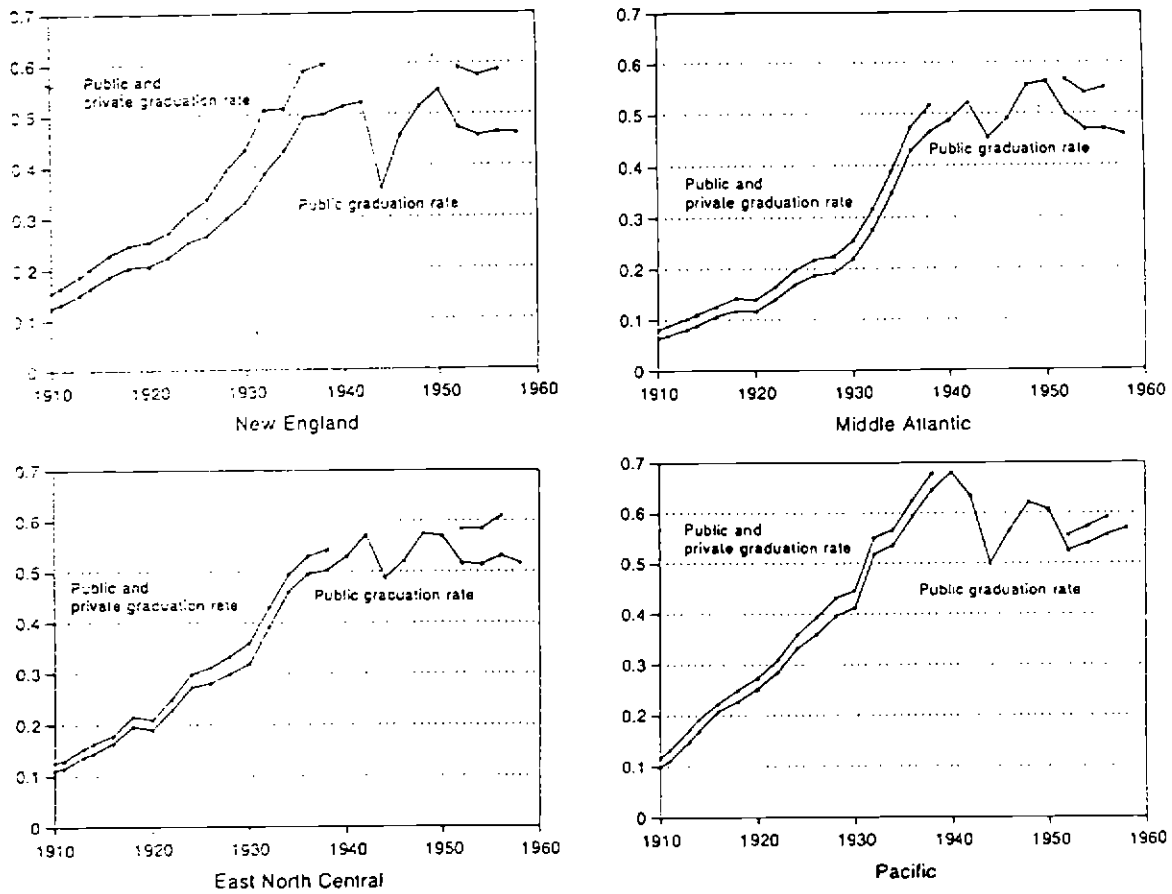 0.7
0.6
0.5
0.4
0.3
0.2
0.1
0
Public and
private graduation rate
Public graduation rate
1910 1920 1930 1940 1950 1960
New England
0.7
0.6
0.5
0.4
0.3
0.2
0.1
0
Public and
private graduation rate
Public graduation rate
1910 1920 1930 1940 1950 1960
Middle Atlantic
0.7
0.6
0.5
0.4
0.3
0.2
0.1
0
Public and
private graduation rate
Public graduation rate
1910 1920 1930 1940 1950 1960
East North Central
0.7
0.6
0.5
0.4
0.3
0.2
0.1
0
Public and
private graduation rate
Public graduation rate
1910 1920 1930 1940 1950 1960
Pacific